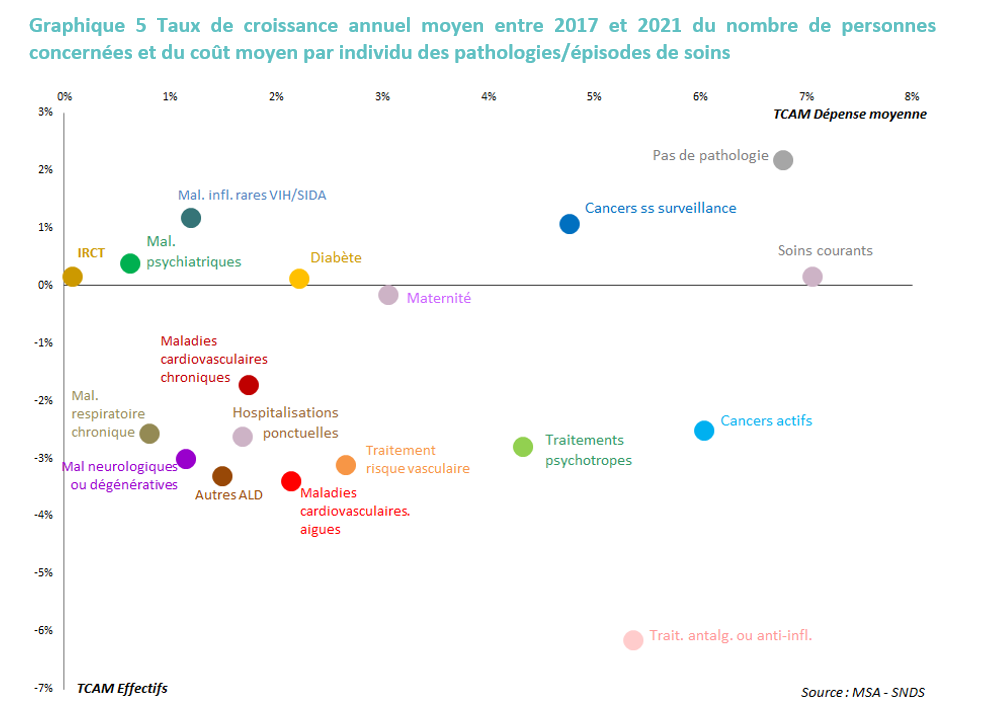 Graphique 5 Taux de croissance annuel moyen entre 2017 et 2021 du nombre de personnes
concernées et du coût moyen par individu des pathologies/épisodes de soins
0% 1% 2% 3% 4% 5% 6% 7% 8%
3%
TCAM Dépense moyenne
Pas de pathologie
2%
Mal. infl. rares VIH/SIDA
Cancers ss surveillance
1%
Mal.
psychiatriques
IRCT
Diabète
Soins courants
0%
Maternité
-1%
Maladies
cardiovasculaires
chroniques
-2%
Mal.
respiratoire
chronique
Hospitalisations
ponctuelles
Cancers actifs
Traitement
risque vasculaire
Traitements
psychotropes
-3%
Mal neurologiques
ou dégénératives
Autres ALD
Maladies
cardiovasculaires.
aigues
-4%
-5%
-6%
Trait. antalg. ou anti-infl.
-7%
TCAM Effectifs
Source : MSA - SNDS